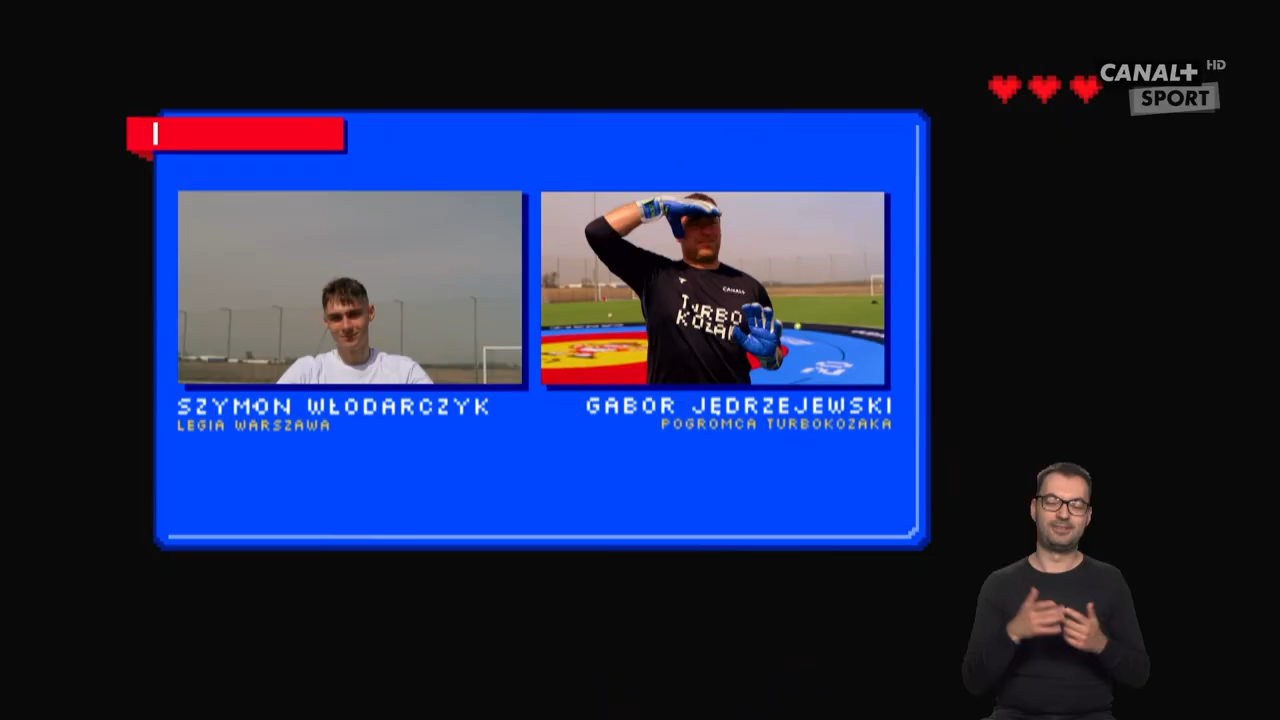 CANAL+ HD
SPORT
CANAL+
TURBO
KOZAK
SZYMON WŁODARCZYK
LEGIA WARSZAWA
GABOR JĘDRZEJEWSKI
POGROMCA TURBOKOZAKA